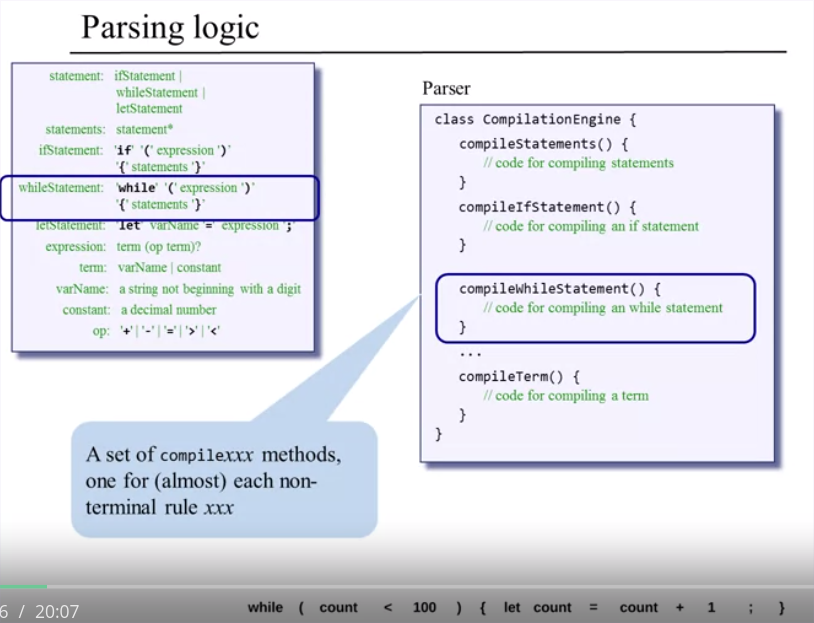 Parsing logic
statement: ifStatement |
whileStatement |
letStatement
statements: statement*
ifStatement: 'if' '(' expression ')'
'{' statements '}'
whileStatement: 'while' '(' expression ')'
'{' statements '}'
letStatement: 'let' varName '=' expression ';'
expression: term (op term)?
term: varName | constant
varName: a string not beginning with a digit
constant: a decimal number
op: '+' | '-' | '=' | '>' | '<'
Parser
class CompilationEngine {
compileStatements() {
// code for compiling statements
}
compileIfStatement() {
// code for compiling an if statement
}
compileWhileStatement() {
// code for compiling an while statement
}
...
compileTerm() {
// code for compiling a term
}
}
A set of compilexxx methods,
one for (almost) each non-
terminal rule xxx
6 / 20:07
while ( count < 100 ) { let count = count + 1 ; }